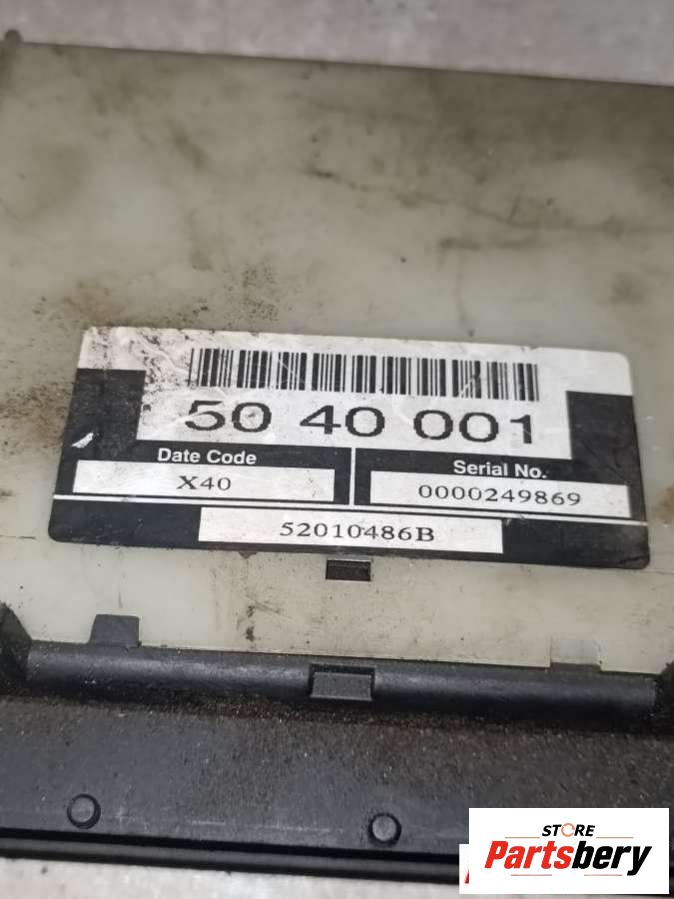 50 40 001
Date Code
Serial No.
X40
0000249869
52010486B
STORE
Partsbery